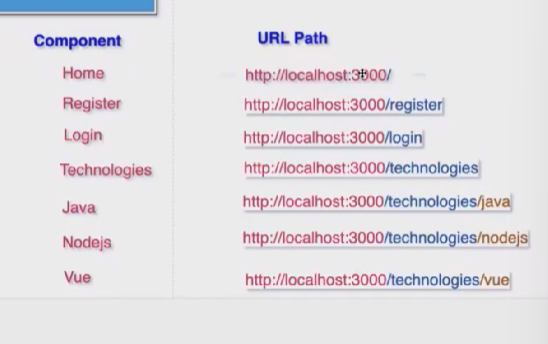 Component URL Path
Home http://localhost:3000/
Register http://localhost:3000/register
Login http://localhost:3000/login
Technologies http://localhost:3000/technologies
Java http://localhost:3000/technologies/java
Nodejs http://localhost:3000/technologies/nodejs
Vue http://localhost:3000/technologies/vue